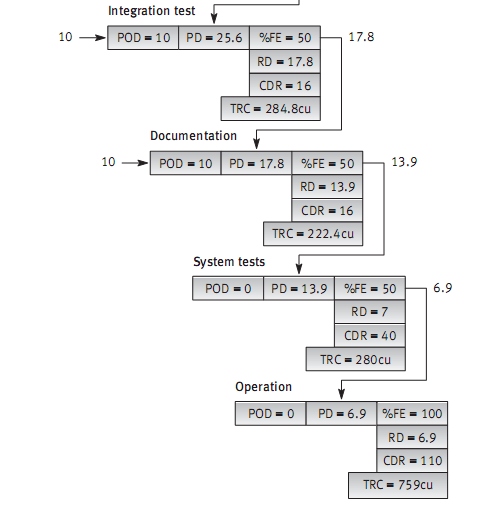 Integration test
10 POD = 10 PD = 25.6 %FE = 50 17.8
RD = 17.8
CDR = 16
TRC = 284.8cu
Documentation
10 POD = 10 PD = 17.8 %FE = 50 13.9
RD = 13.9
CDR = 16
TRC = 222.4cu
System tests
POD = 0 PD = 13.9 %FE = 50 6.9
RD = 7
CDR = 40
TRC = 280cu
Operation
POD = 0 PD = 6.9 %FE = 100
RD = 6.9
CDR = 110
TRC = 759cu